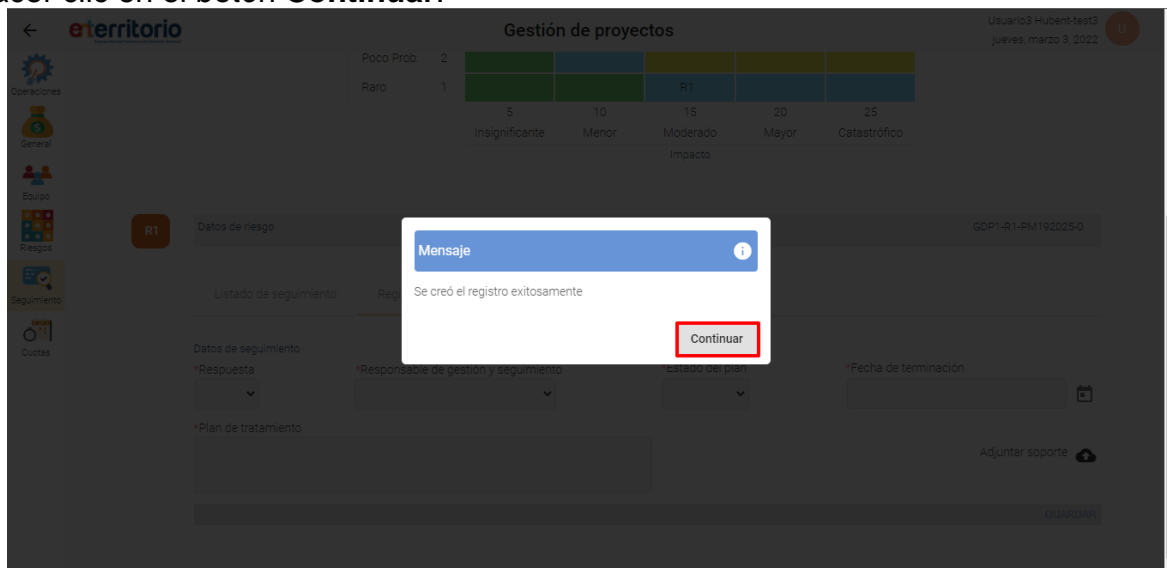 Continuar.
eterritorio
Gestión de proyectos
Usuario3 Hubent-test3
jueves, marzo 3, 2022
U
Operaciones
General
Equipo
Riesgos
Seguimiento
Cuotas
Poco Prob. 2
Raro 1 R1
5 10 15 20 25
Insignificante Menor Moderado Mayor Catastrófico
Impacto
R1 Datos de riesgo GDP1-R1-PM192025-0
Mensaje
Se creó el registro exitosamente
Continuar
Listado de seguimiento
Datos de seguimiento
*Respuesta *Responsable de gestión y seguimiento *Estado del plan *Fecha de terminación
*Plan de tratamiento
Adjuntar soporte
GUARDAR